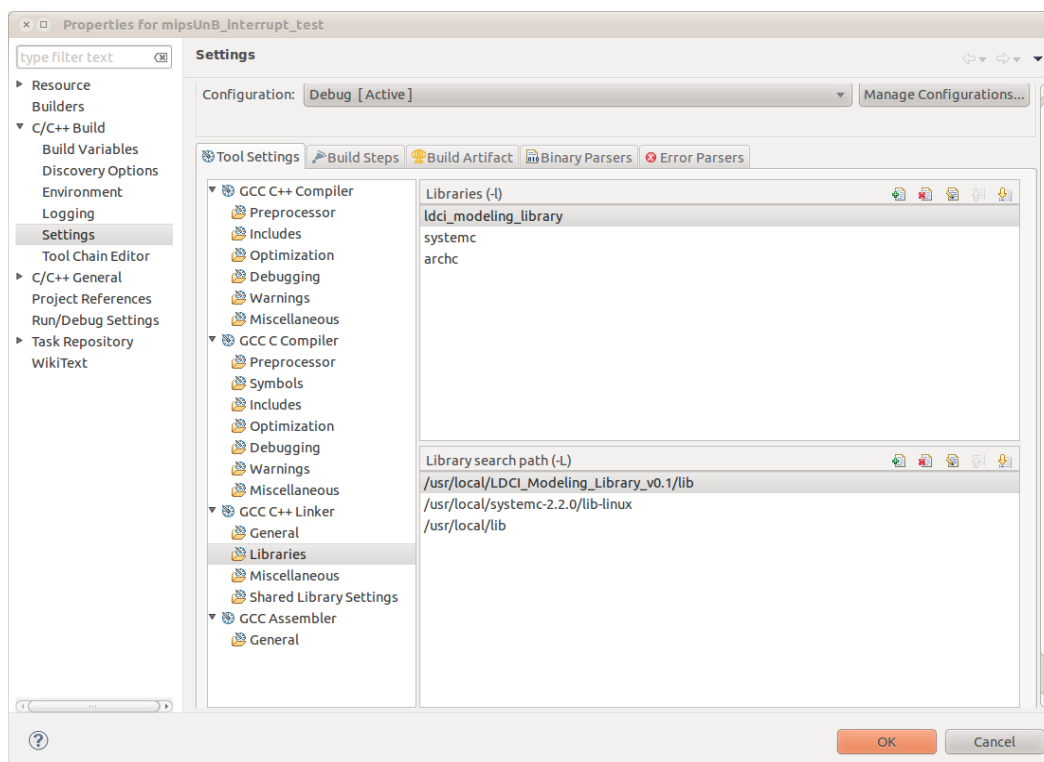 Properties for mipsUnB_interrupt_test
type filter text
Resource
Builders
C/C++ Build
Build Variables
Discovery Options
Environment
Logging
Settings
Tool Chain Editor
C/C++ General
Project References
Run/Debug Settings
Task Repository
WikiText
Settings
Configuration: Debug [Active] Manage Configurations...
Tool Settings Build Steps Build Artifact Binary Parsers Error Parsers
GCC C++ Compiler
Preprocessor
Includes
Optimization
Debugging
Warnings
Miscellaneous
GCC C Compiler
Preprocessor
Symbols
Includes
Optimization
Debugging
Warnings
Miscellaneous
GCC C++ Linker
General
Libraries
Miscellaneous
Shared Library Settings
GCC Assembler
General
Libraries (-l)
ldci_modeling_library
systemc
archc
Library search path (-L)
/usr/local/LDCI_Modeling_Library_v0.1/lib
/usr/local/systemc-2.2.0/lib-linux
/usr/local/lib
OK Cancel